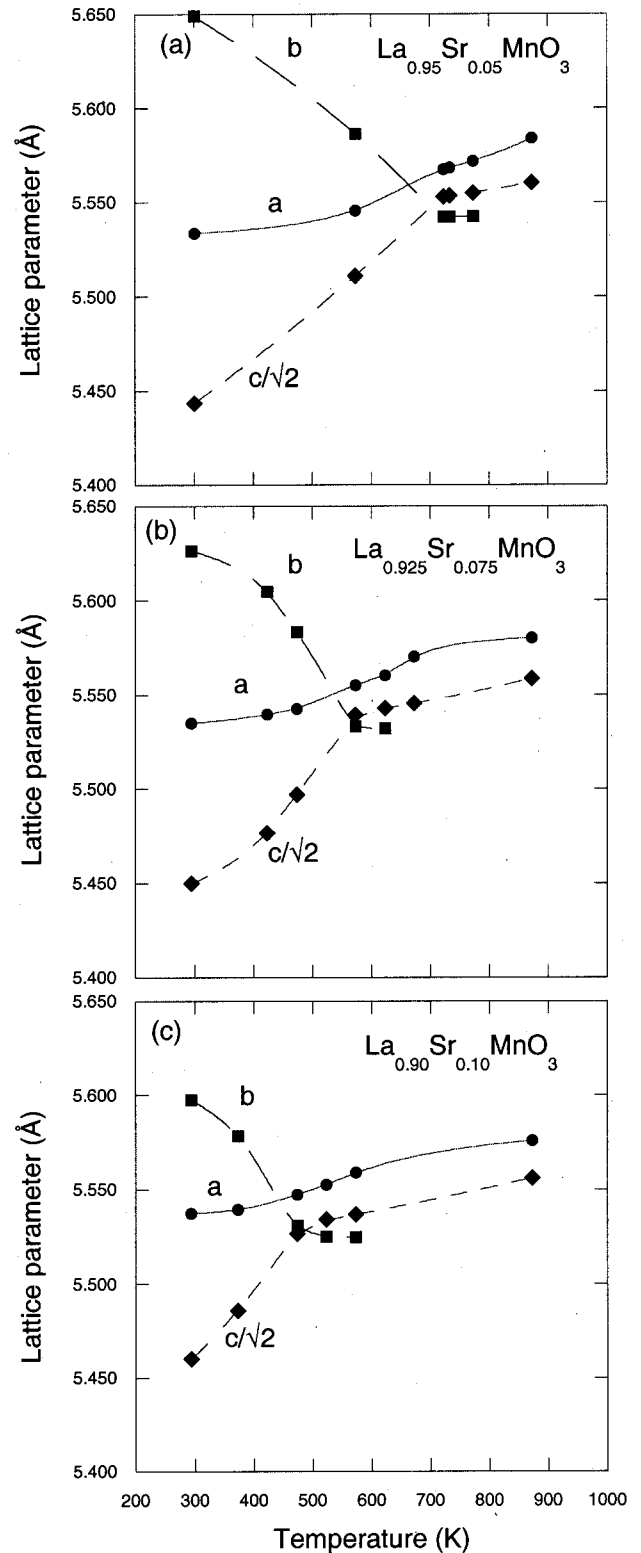 (a) b La0.95Sr0.05MnO3
a
c/√2
Lattice parameter (Å)
5.650
5.600
5.550
5.500
5.450
5.400
(b) b La0.925Sr0.075MnO3
a
c/√2
Lattice parameter (Å)
5.650
5.600
5.550
5.500
5.450
5.400
(c) b La0.90Sr0.10MnO3
a
c/√2
Lattice parameter (Å)
5.650
5.600
5.550
5.500
5.450
5.400
200 300 400 500 600 700 800 900 1000
Temperature (K)